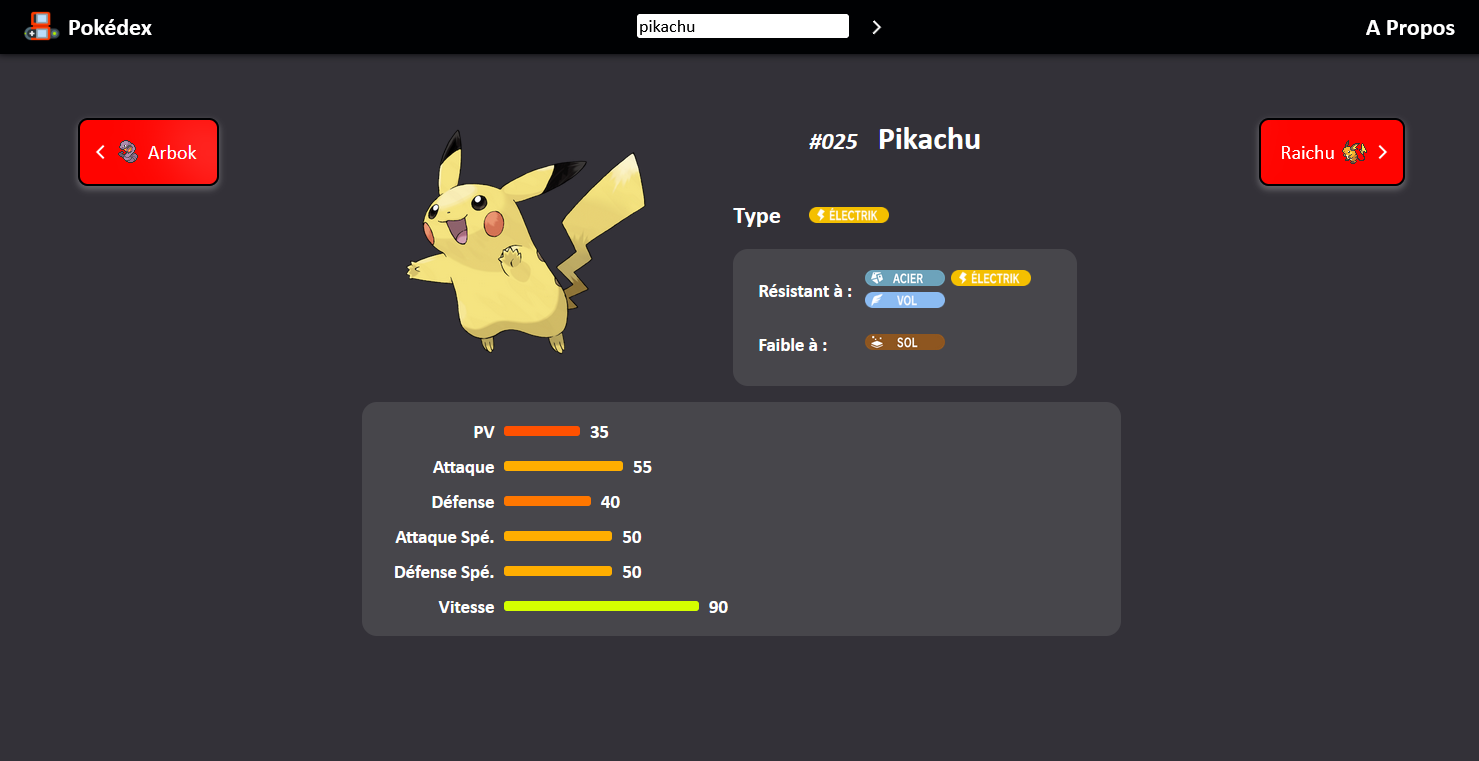 Pokédex
pikachu
A Propos
Arbok
#025 Pikachu
Raichu
Type ÉLECTRIK
Résistant à : ACIER ÉLECTRIK
VOL
Faible à : SOL
PV 35
Attaque 55
Défense 40
Attaque Spé. 50
Défense Spé. 50
Vitesse 90